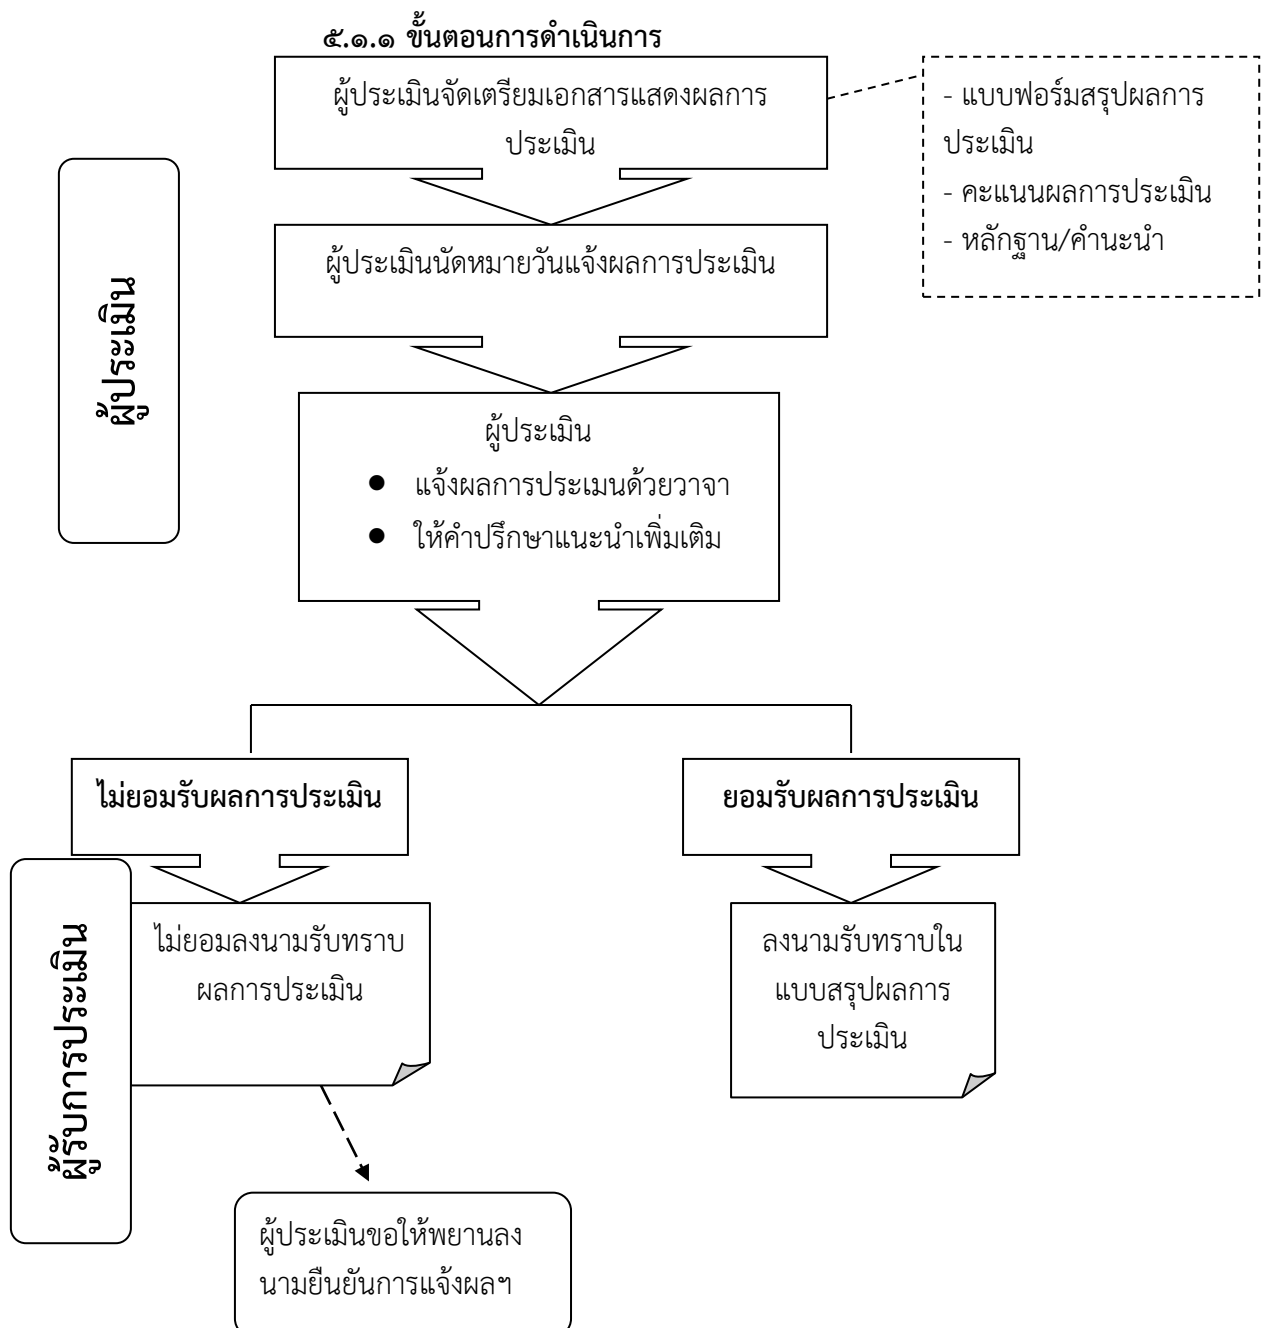 ๕.๑.๑ ขั้นตอนการดำเนินการ
ผู้ประเมินจัดเตรียมเอกสารแสดงผลการ
ประเมิน
- แบบฟอร์มสรุปผลการ
ประเมิน
- คะแนนผลการประเมิน
- หลักฐาน/คำนะนำ
ผู้ประเมินนัดหมายวันแจ้งผลการประเมิน
ผู้ประเมิน
ผู้ประเมิน
● แจ้งผลการประเมนด้วยวาจา
● ให้คำปรึกษาแนะนำเพิ่มเติม
ไม่ยอมรับผลการประเมิน
ยอมรับผลการประเมิน
ผู้รับการประเมิน
ไม่ยอมลงนามรับทราบ
ผลการประเมิน
ลงนามรับทราบใน
แบบสรุปผลการ
ประเมิน
ผู้ประเมินขอให้พยานลง
นามยืนยันการแจ้งผลฯ